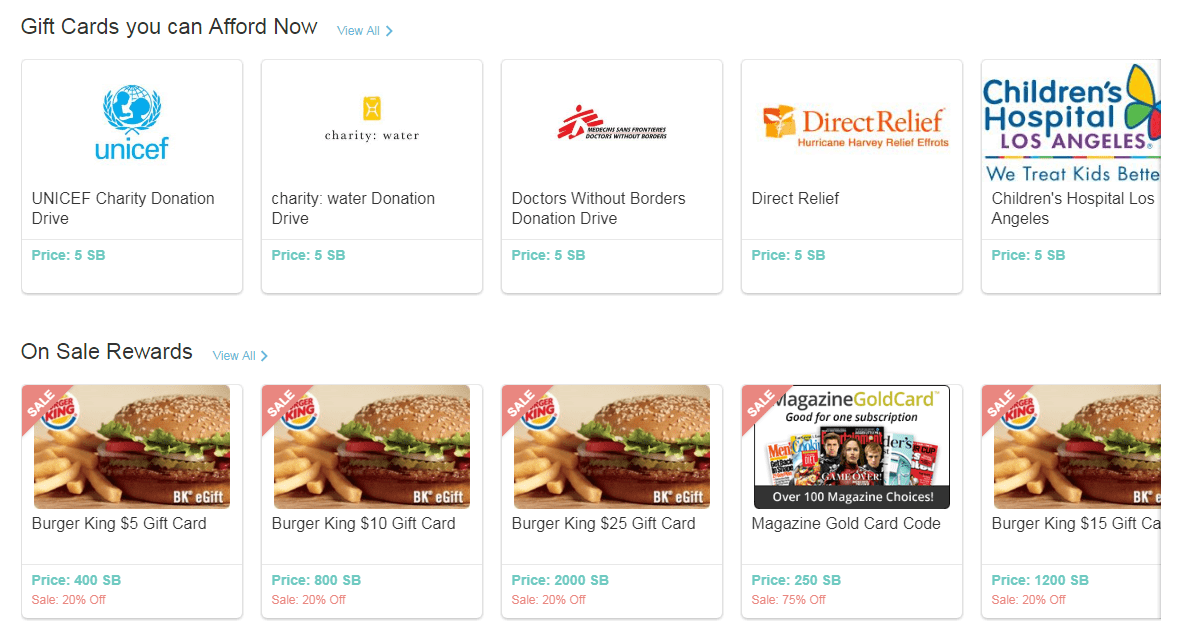 Gift Cards you can Afford Now View All
unicef
charity: water
MEDECINS SANS FRONTIERES
DOCTORS WITHOUT BORDERS
DirectRelief
Hurricane Harvey Relief Effrots
Children's
Hospital
LOS ANGELES®
We Treat Kids Bette
UNICEF Charity Donation
Drive
Price: 5 SB
charity: water Donation
Drive
Price: 5 SB
Doctors Without Borders
Donation Drive
Price: 5 SB
Direct Relief
Price: 5 SB
Children's Hospital Los
Angeles
Price: 5 SB
On Sale Rewards View All
SALE
BURGER
KING
BK® eGift
Burger King $5 Gift Card
Price: 400 SB
Sale: 20% Off
SALE
BURGER
KING
BK® eGift
Burger King $10 Gift Card
Price: 800 SB
Sale: 20% Off
SALE
BURGER
KING
BK® eGift
Burger King $25 Gift Card
Price: 2000 SB
Sale: 20% Off
SALE
MagazineGoldCard™
Good for one subscription
GAME OVER!
Over 100 Magazine Choices!
Magazine Gold Card Code
Price: 250 SB
Sale: 75% Off
SALE
BURGER
KING
BK® e
Burger King $15 Gift Ca
Price: 1200 SB
Sale: 20% Off